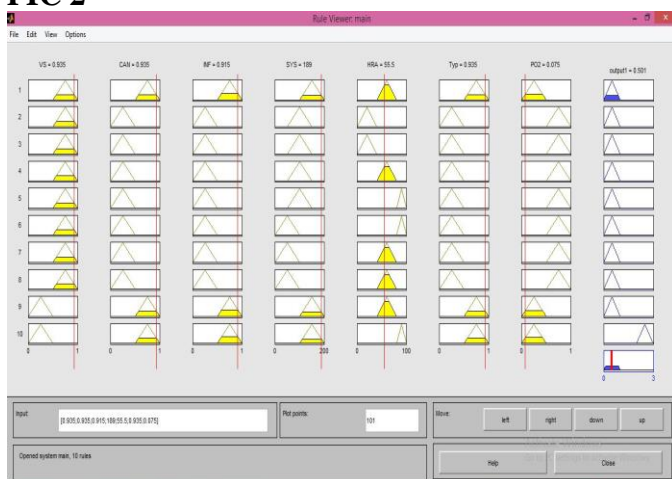 FIG 2
Rule Viewer: main
File Edit View Options
VS = 0.935 CAN = 0.935 INF = 0.915 SYS = 189 HRA = 55.5 Typ = 0.935 PO2 = 0.075 output1 = 0.501
1
2
3
4
5
6
7
8
9
10
0 1 0 1 0 1 0 200 0 100 0 1 0 1
0 3
Input: [0.935;0.935;0.915;189;55.5;0.935;0.075] Plot points: 101 Move: left right down up
Opened system main, 10 rules Help Close